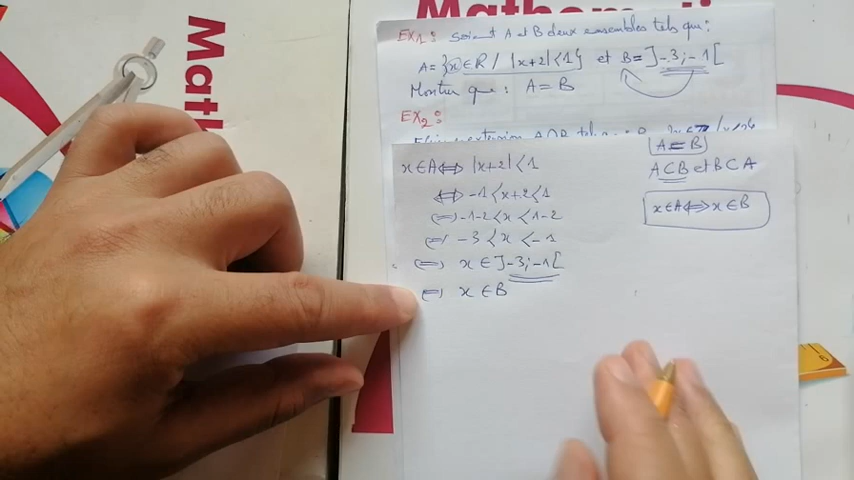 Math
EX1: soient A et B deux ensembles tels que:
A = {x ∈ R / |x+2| < 1} et B = ]-3; -1[
Montrer que : A = B
EX2:
x ∈ A ⟺ |x+2| < 1
⟺ -1 < x+2 < 1
⟺ -1-2 < x < 1-2
⟺ -3 < x < -1
⟺ x ∈ ]-3; -1[
⟺ x ∈ B
A = B
A ⊂ B et B ⊂ A
x ∈ A ⟺ x ∈ B